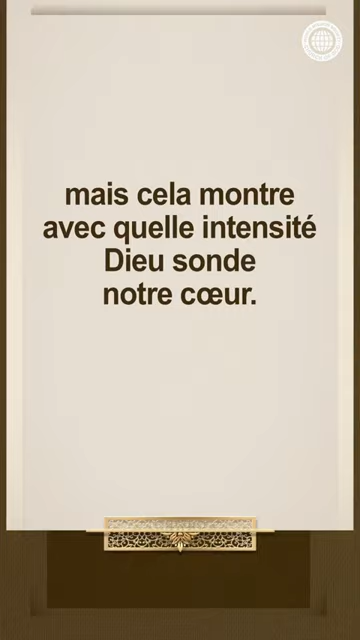 mais cela montre
avec quelle intensité
Dieu sonde
notre cœur.